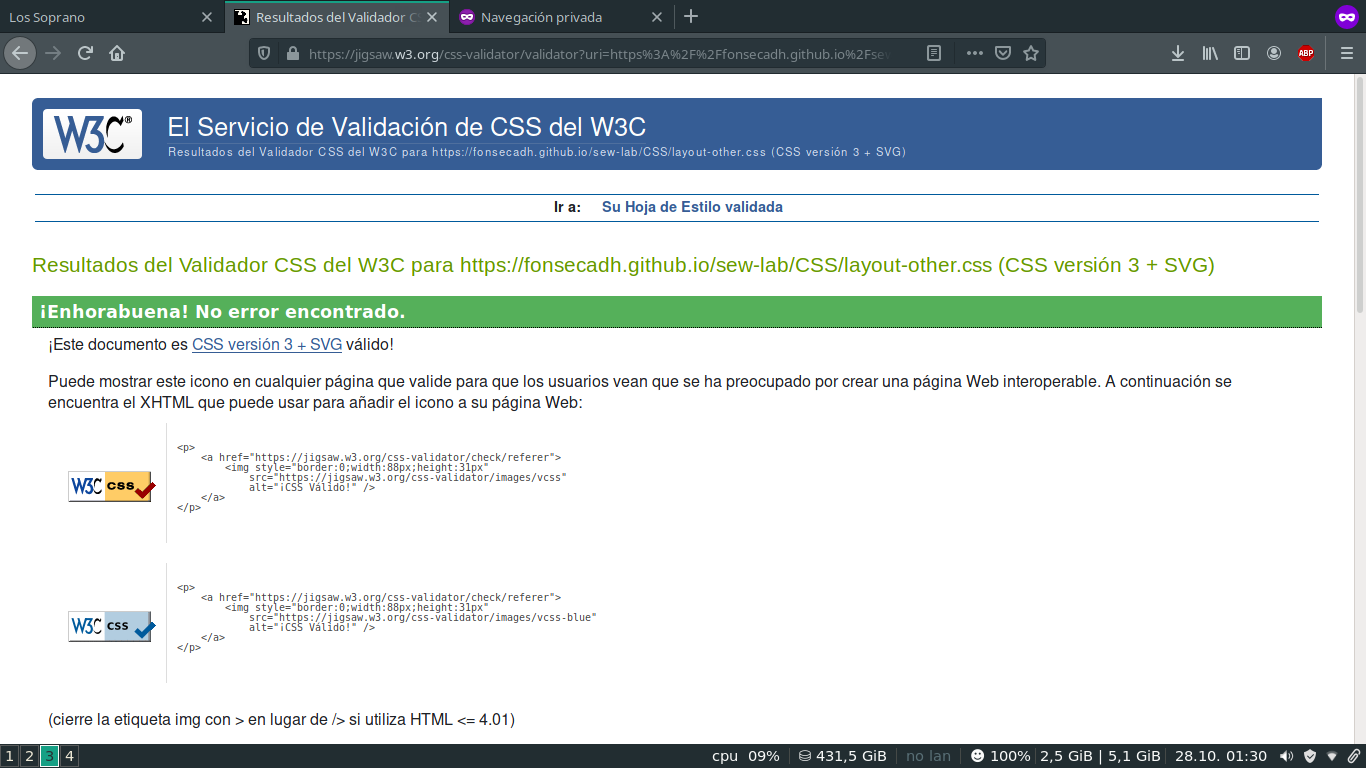 Los Soprano
Resultados del Validador C
Navegación privada
https://jigsaw.w3.org/css-validator/validator?uri=https%3A%2F%2Ffonsecadh.github.io%2Fsew
ABP
W3C®
El Servicio de Validación de CSS del W3C
Resultados del Validador CSS del W3C para https://fonsecadh.github.io/sew-lab/CSS/layout-other.css (CSS versión 3 + SVG)
Ir a: Su Hoja de Estilo validada
Resultados del Validador CSS del W3C para https://fonsecadh.github.io/sew-lab/CSS/layout-other.css (CSS versión 3 + SVG)
¡Enhorabuena! No error encontrado.
¡Este documento es CSS versión 3 + SVG válido!
Puede mostrar este icono en cualquier página que valide para que los usuarios vean que se ha preocupado por crear una página Web interoperable. A continuación se
encuentra el XHTML que puede usar para añadir el icono a su página Web:
W3C css
<p>
<a href="https://jigsaw.w3.org/css-validator/check/referer">
<img style="border:0;width:88px;height:31px"
src="https://jigsaw.w3.org/css-validator/images/vcss"
alt="¡CSS Válido!" />
</a>
</p>
W3C css
<p>
<a href="https://jigsaw.w3.org/css-validator/check/referer">
<img style="border:0;width:88px;height:31px"
src="https://jigsaw.w3.org/css-validator/images/vcss-blue"
alt="¡CSS Válido!" />
</a>
</p>
(cierre la etiqueta img con > en lugar de /> si utiliza HTML <= 4.01)
1 2 3 4
cpu 09% 431,5 GiB no lan 100% 2,5 GiB | 5,1 GiB 28.10. 01:30